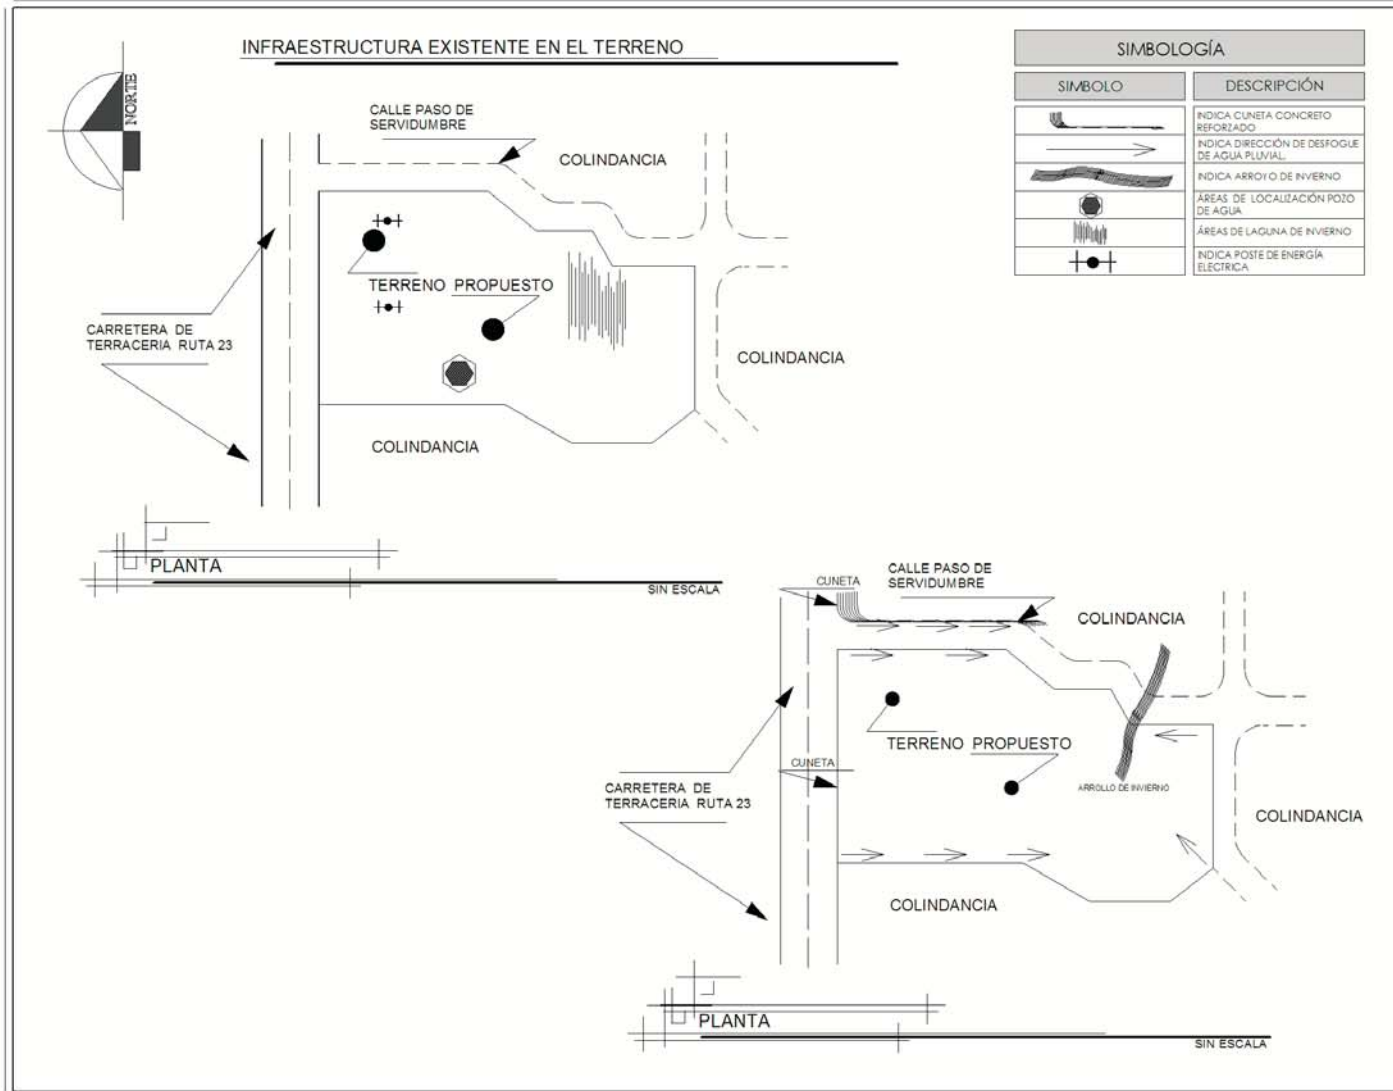 INFRAESTRUCTURA EXISTENTE EN EL TERRENO
NORTE
CALLE PASO DE
SERVIDUMBRE
COLINDANCIA
TERRENO PROPUESTO
CARRETERA DE
TERRACERIA RUTA 23
COLINDANCIA
COLINDANCIA
PLANTA
SIN ESCALA
SIMBOLOGÍA
SIMBOLO
DESCRIPCIÓN
INDICA CUNETA CONCRETO
REFORZADO
INDICA DIRECCIÓN DE DESFOGUE
DE AGUA PLUVIAL.
INDICA ARROYO DE INVIERNO
ÁREAS DE LOCALIZACIÓN POZO
DE AGUA
ÁREAS DE LAGUNA DE INVIERNO
INDICA POSTE DE ENERGÍA
ELECTRICA
CUNETA
CALLE PASO DE
SERVIDUMBRE
COLINDANCIA
TERRENO PROPUESTO
CUNETA
CARRETERA DE
TERRACERIA RUTA 23
ARROLLO DE INVIERNO
COLINDANCIA
COLINDANCIA
PLANTA
SIN ESCALA